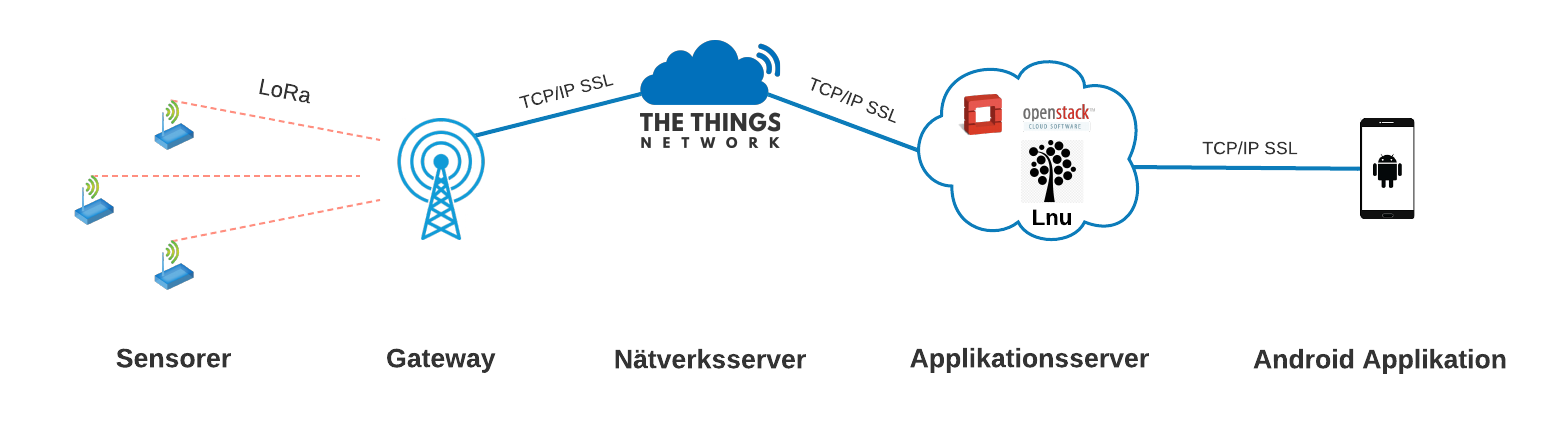 LoRa
TCP/IP SSL
THE THINGS
NETWORK
TCP/IP SSL
openstack™
CLOUD SOFTWARE
Lnu
TCP/IP SSL
Sensorer
Gateway
Nätverksserver
Applikationsserver
Android Applikation